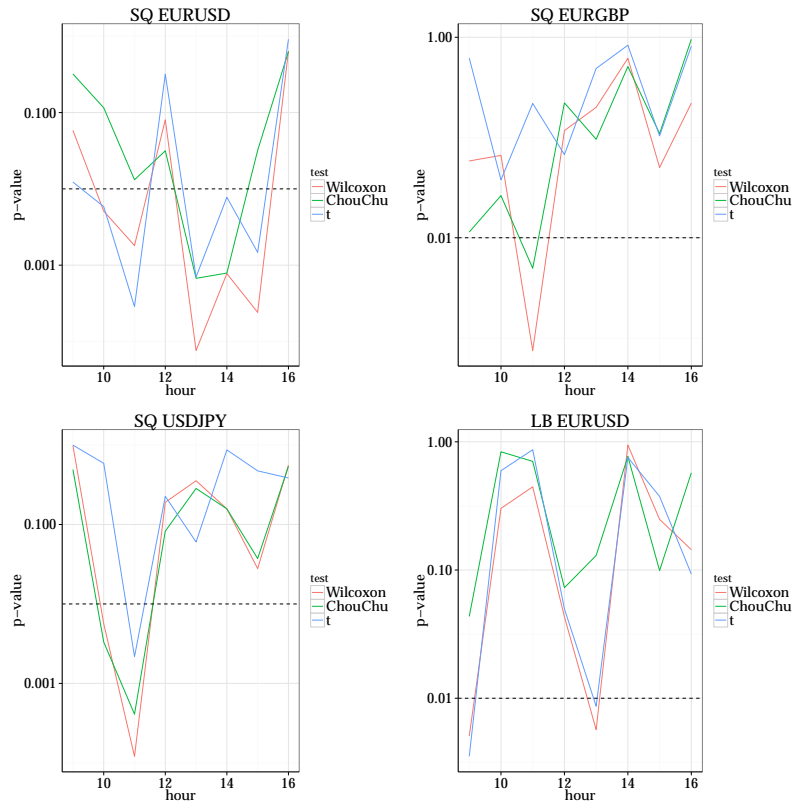 SQ EURUSD
0.100
0.001
p-value
10
12
14
16
hour
test
Wilcoxon
ChouChu
t
SQ EURGBP
1.00
0.01
p-value
10
12
14
16
hour
test
Wilcoxon
ChouChu
t
SQ USDJPY
0.100
0.001
p-value
10
12
14
16
hour
test
Wilcoxon
ChouChu
t
LB EURUSD
1.00
0.10
0.01
p-value
10
12
14
16
hour
test
Wilcoxon
ChouChu
t